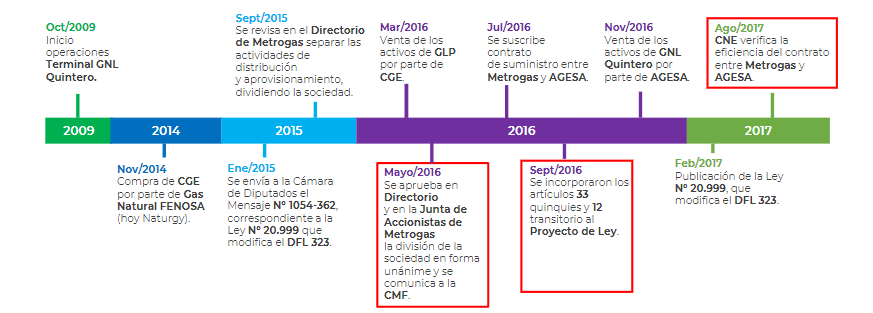 Oct/2009
Inicio
operaciones
Terminal GNL
Quintero.
Sept/2015
Se revisa en el Directorio
de Metrogas separar las
actividades de
distribución
y aprovisionamiento,
dividiendo la sociedad.
Mar/2016
Venta de los
activos de GLP
por parte de
CGE.
Jul/2016
Se suscribe
contrato
de suministro entre
Metrogas y AGESA.
Nov/2016
Venta de los
activos de GNL
Quintero por
parte de AGESA.
Ago/2017
CNE verifica la
eficiencia del contrato
entre Metrogas y
AGESA.
2009
2014
2015
2016
2017
Nov/2014
Compra de CGE
por parte de Gas
Natural FENOSA
(hoy Naturgy).
Ene/2015
Se envía a la Cámara
de Diputados el
Mensaje Nº 1054-362,
correspondiente a la
Ley Nº 20.999 que
modifica el DFL 323.
Mayo/2016
Se aprueba en
Directorio
y en la Junta de
Accionistas de
Metrogas
la división de la
sociedad en forma
unánime y se
comunica a la
CMF.
Sept/2016
Se incorporaron los
artículos 33
quinquies y 12
transitorio al
Proyecto de Ley.
Feb/2017
Publicación de la Ley
Nº 20.999, que
modifica el DFL 323.